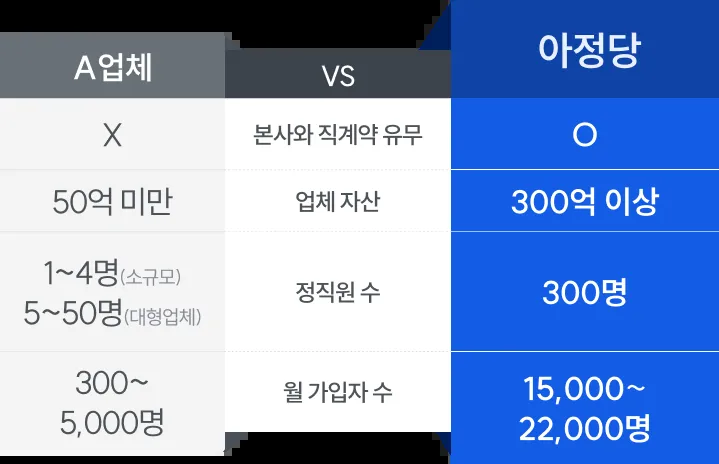 A업체
VS
아정당
X
본사와 직계약 유무
O
50억 미만
업체 자산
300억 이상
1~4명(소규모)
5~50명(대형업체)
정직원 수
300명
300~
5,000명
월 가입자 수
15,000~
22,000명